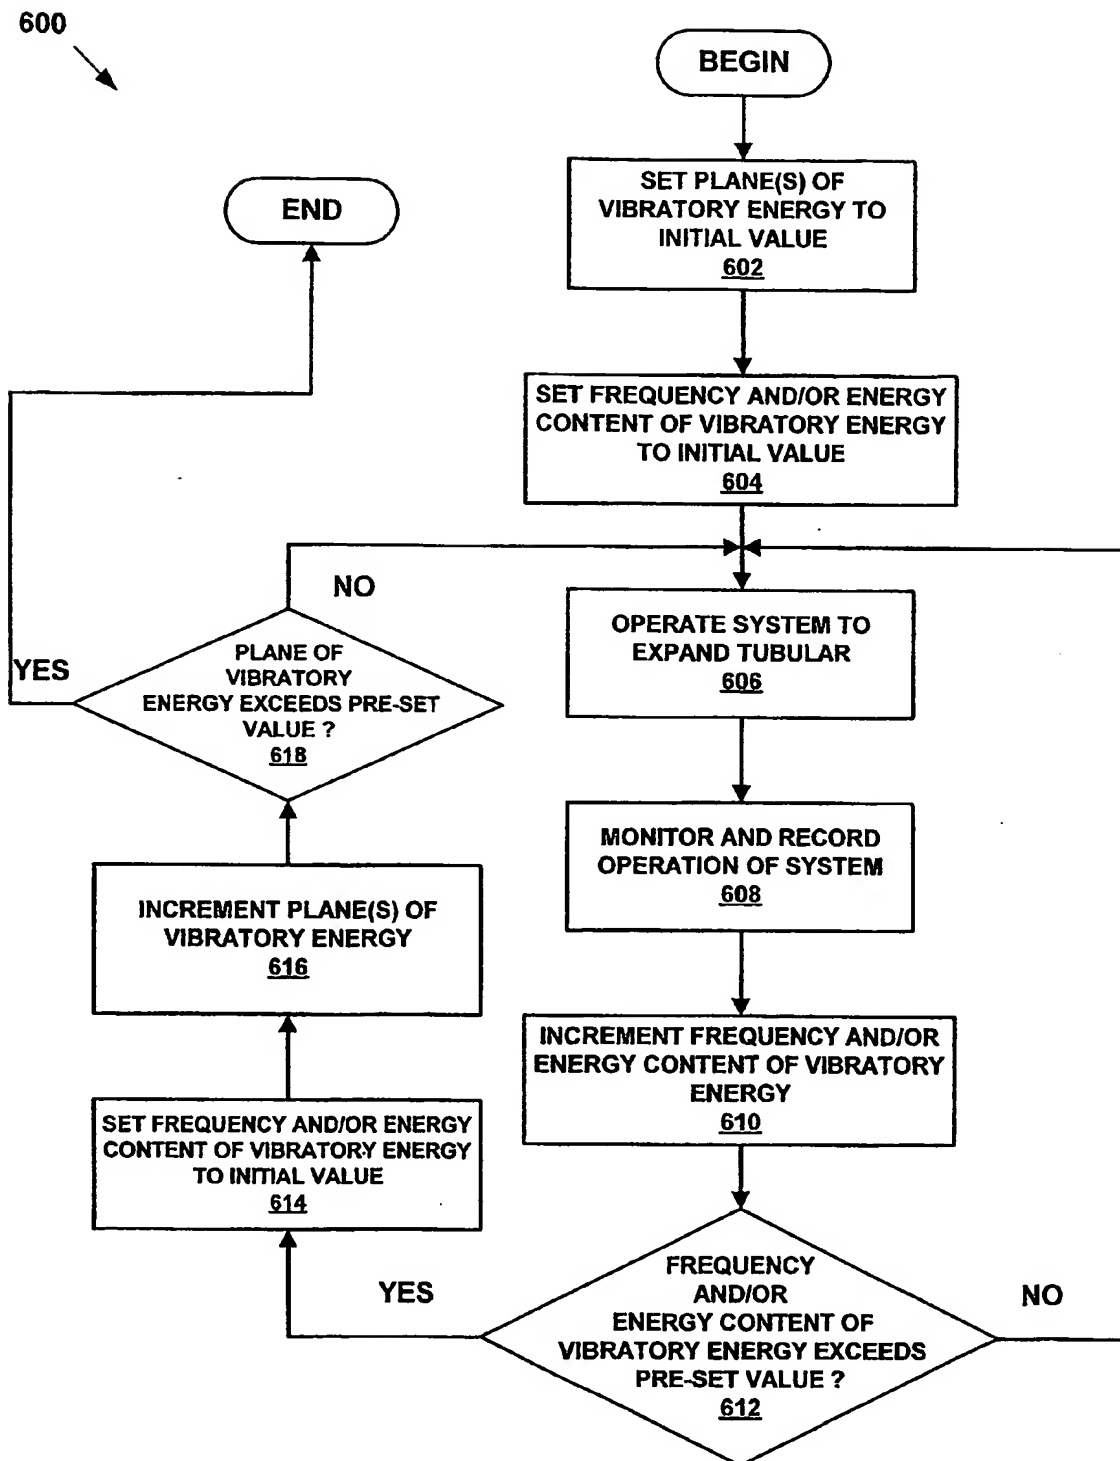 600
BEGIN
SET PLANE(S) OF
VIBRATORY ENERGY TO
INITIAL VALUE
602
END
SET FREQUENCY AND/OR ENERGY
CONTENT OF VIBRATORY ENERGY
TO INITIAL VALUE
604
NO
OPERATE SYSTEM TO
EXPAND TUBULAR
606
YES
PLANE OF
VIBRATORY
ENERGY EXCEEDS PRE-SET
VALUE ?
618
MONITOR AND RECORD
OPERATION OF SYSTEM
608
INCREMENT PLANE(S) OF
VIBRATORY ENERGY
616
INCREMENT FREQUENCY AND/OR
ENERGY CONTENT OF VIBRATORY
ENERGY
610
SET FREQUENCY AND/OR ENERGY
CONTENT OF VIBRATORY ENERGY
TO INITIAL VALUE
614
YES
FREQUENCY
AND/OR
ENERGY CONTENT OF
VIBRATORY ENERGY EXCEEDS
PRE-SET VALUE ?
612
NO